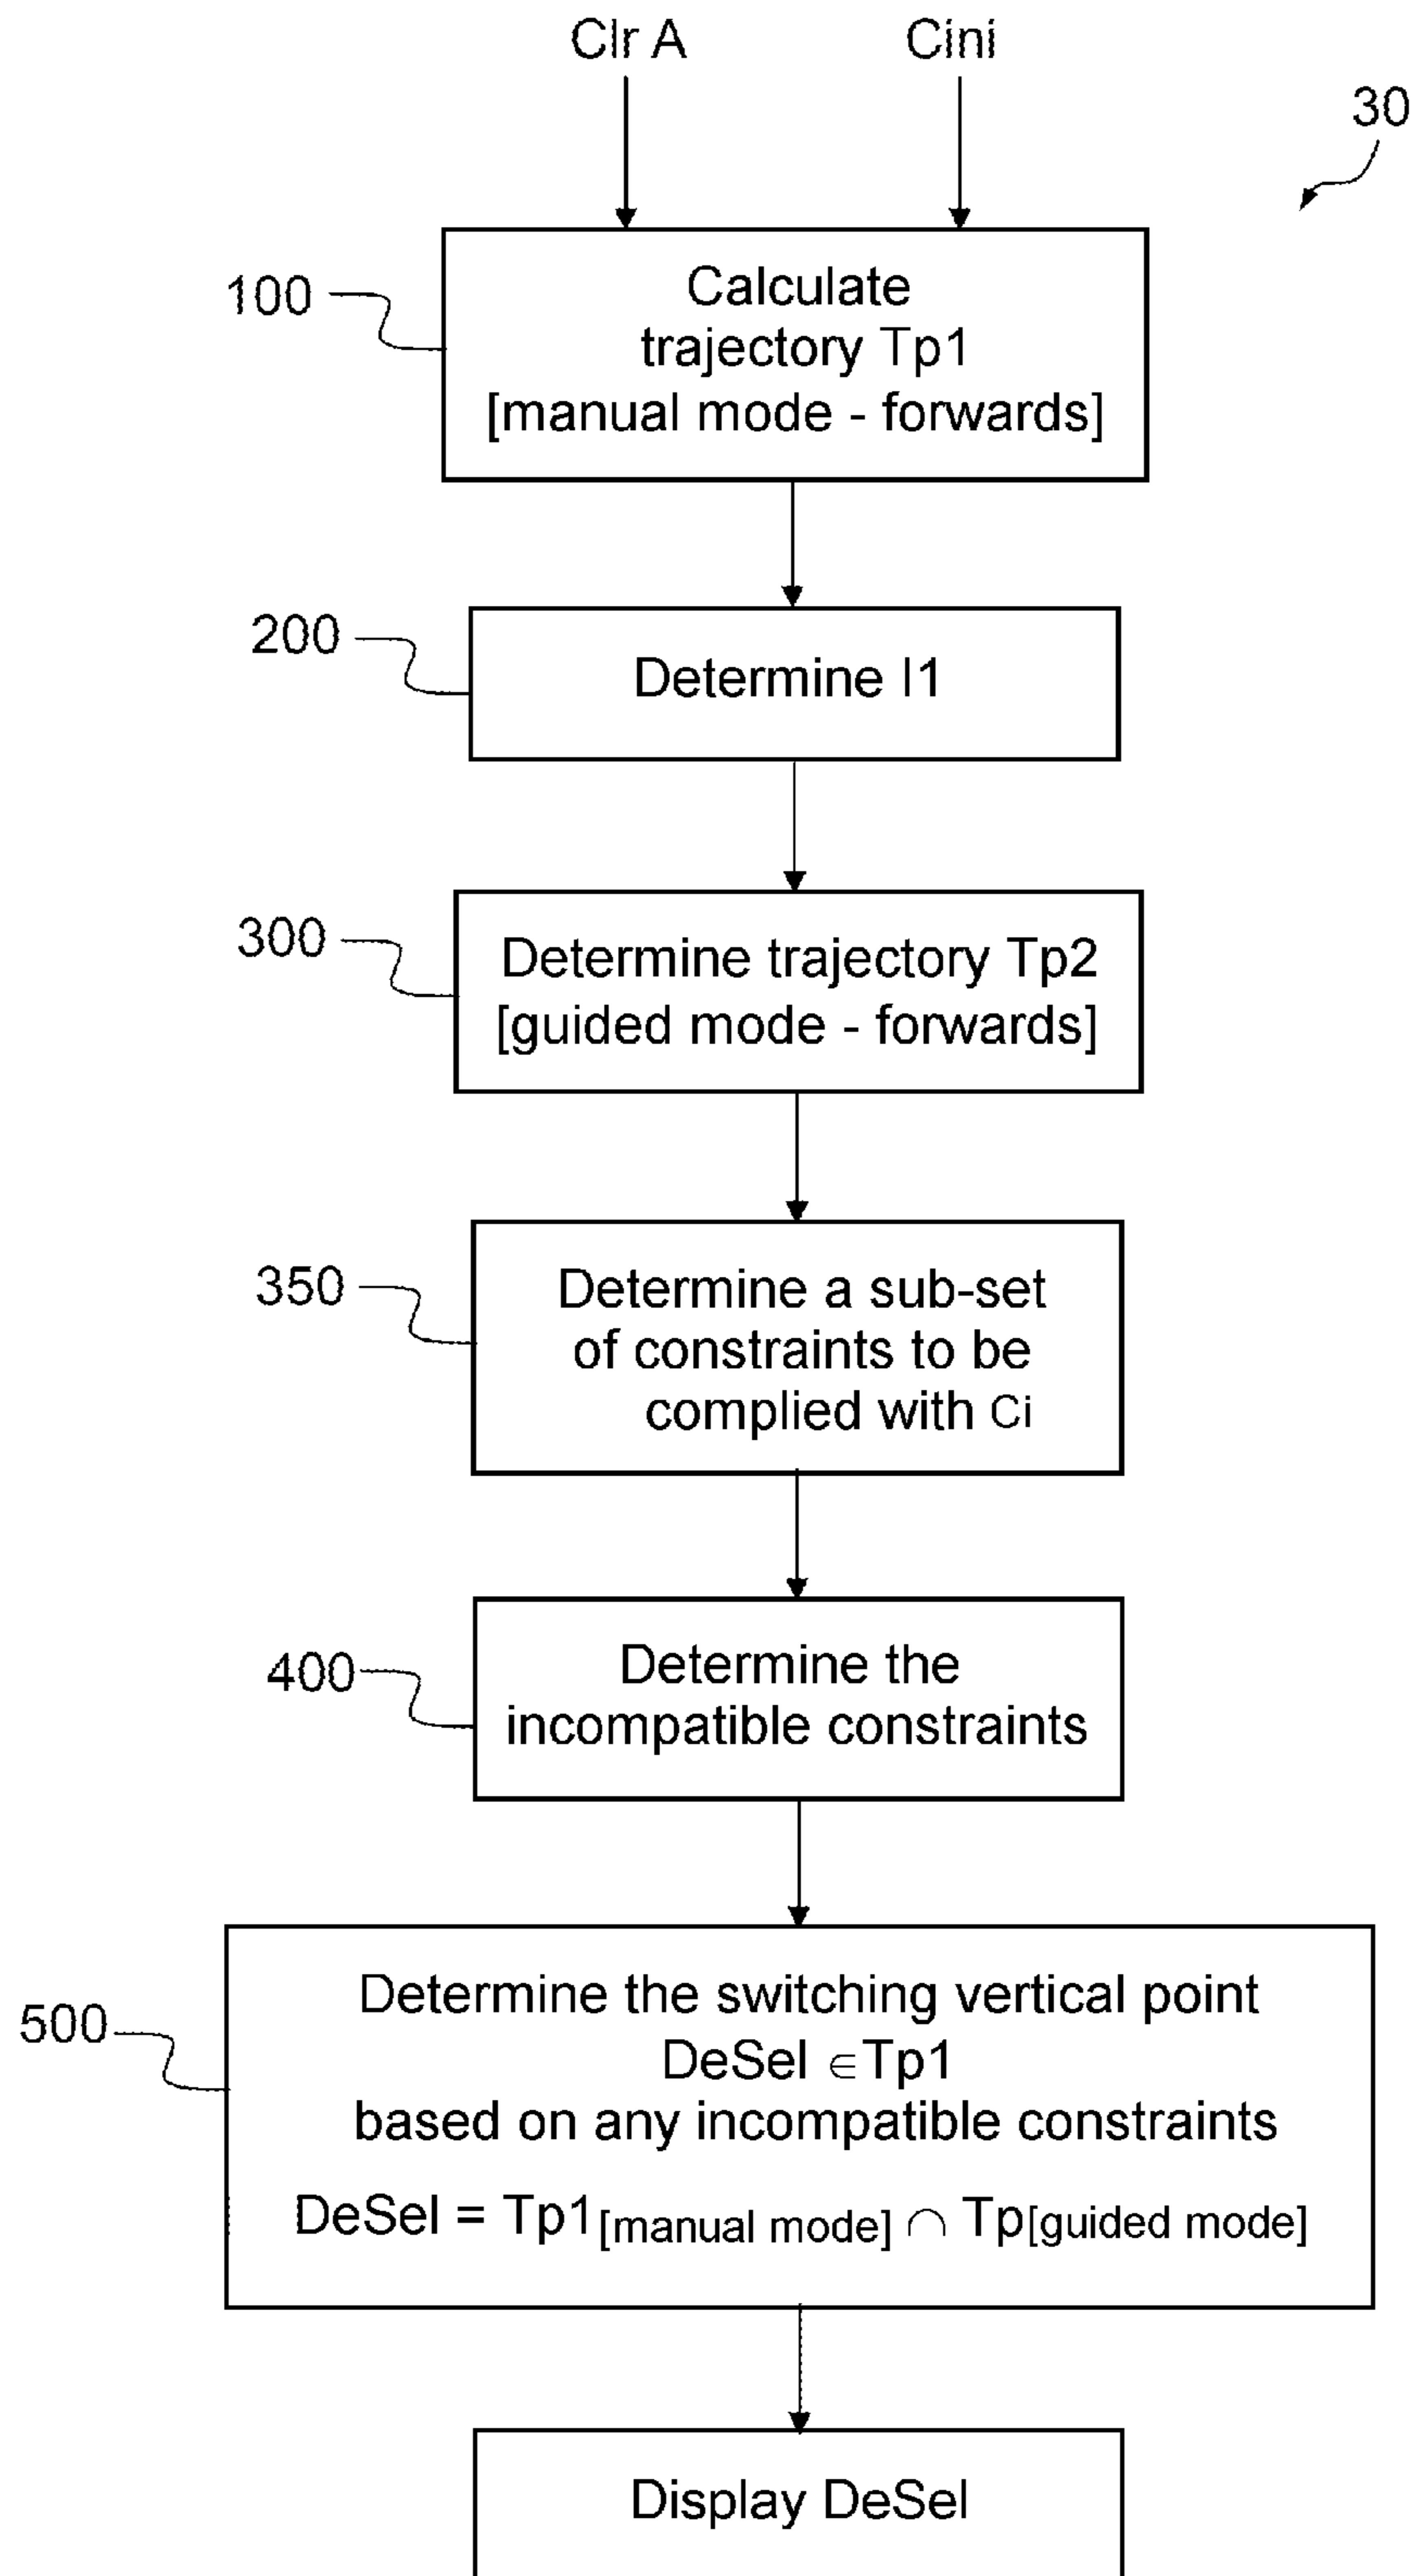 Clr A
Cini
30
100
Calculate
trajectory Tp1
[manual mode - forwards]
200
Determine I1
300
Determine trajectory Tp2
[guided mode - forwards]
350
Determine a sub-set
of constraints to be
complied with Ci
400
Determine the
incompatible constraints
500
Determine the switching vertical point
DeSel ∈Tp1
based on any incompatible constraints
DeSel = Tp1[manual mode] ∩ Tp[guided mode]
Display DeSel